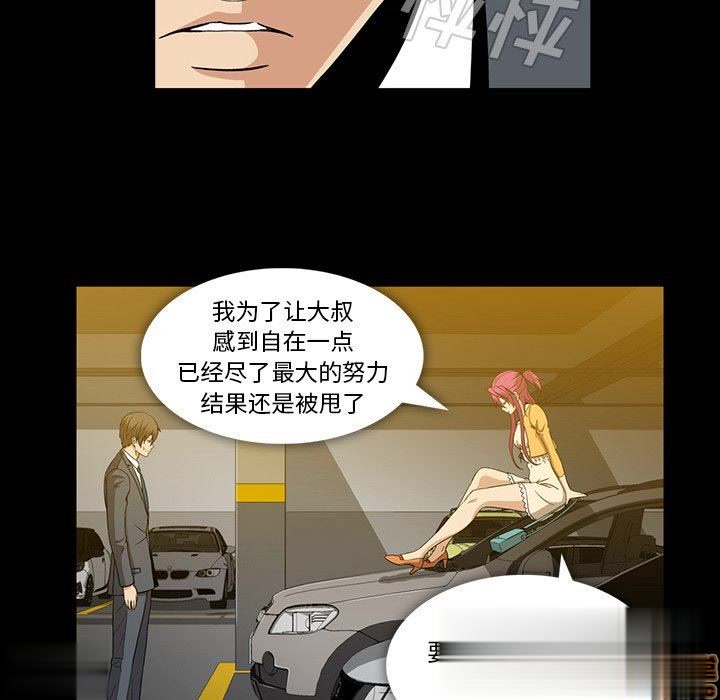 我为了让大叔
感到自在一点
已经尽了最大的努力
结果还是被甩了
要